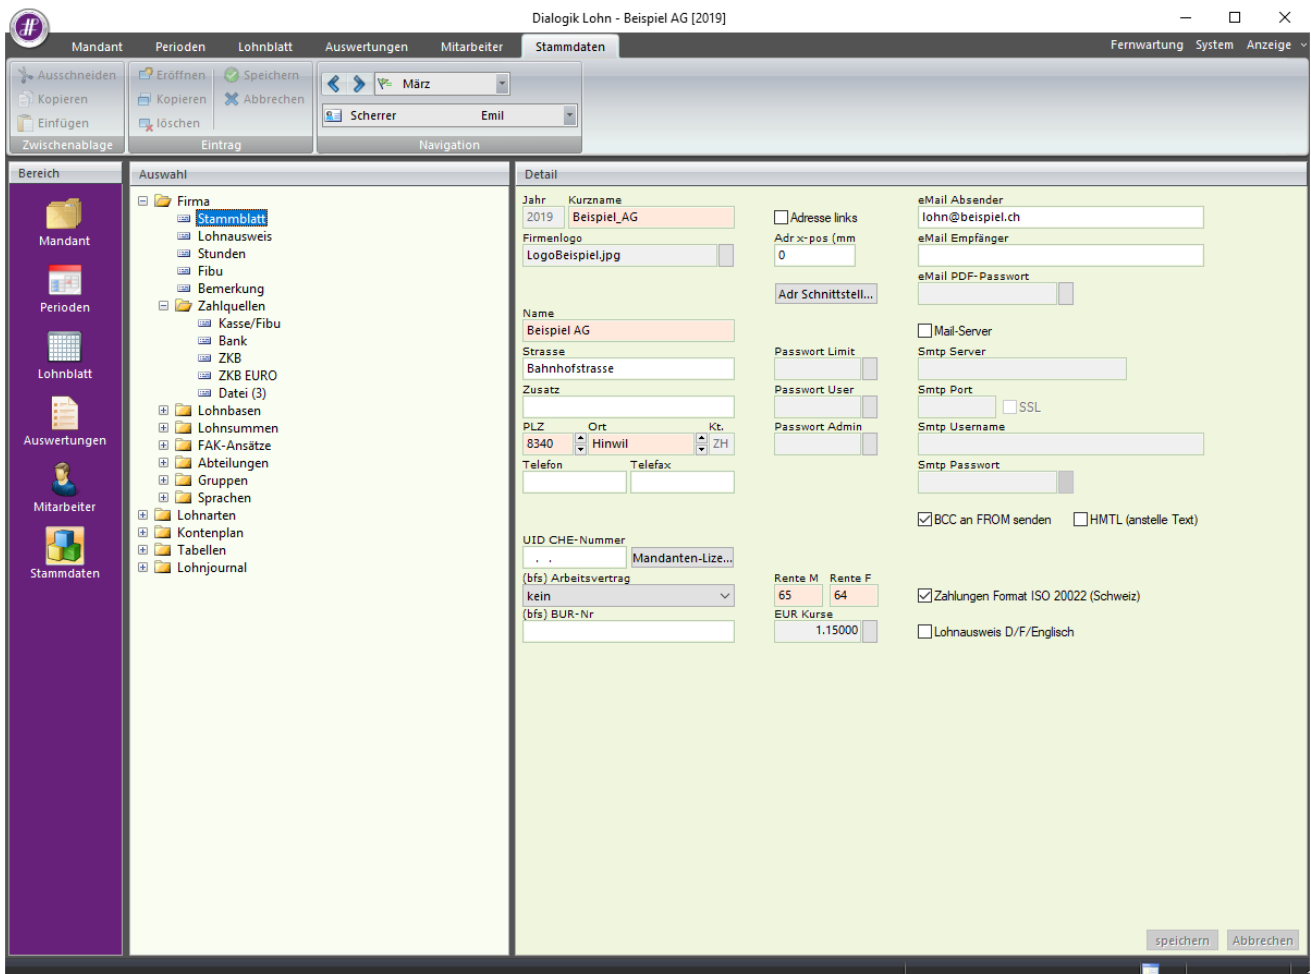 Dialogik Lohn - Beispiel AG [2019]
Mandant Perioden Lohnblatt Auswertungen Mitarbeiter Stammdaten Fernwartung System Anzeige
Ausschneiden Eröffnen Speichern März
Kopieren Kopieren Abbrechen
Einfügen löschen Scherrer Emil
Zwischenablage Eintrag Navigation
Bereich
Mandant
Perioden
Lohnblatt
Auswertungen
Mitarbeiter
Stammdaten
Auswahl
Firma
Stammblatt
Lohnausweis
Stunden
Fibu
Bemerkung
Zahlquellen
Kasse/Fibu
Bank
ZKB
ZKB EURO
Datei (3)
Lohnbasen
Lohnsummen
FAK-Ansätze
Abteilungen
Gruppen
Sprachen
Lohnarten
Kontenplan
Tabellen
Lohnjournal
Detail
Jahr Kurzname
2019 Beispiel_AG
Firmenlogo
LogoBeispiel.jpg
Name
Beispiel AG
Strasse
Bahnhofstrasse
Zusatz
PLZ Ort Kt.
8340 Hinwil ZH
Telefon Telefax
UID CHE-Nummer
. . Mandanten-Lize...
(bfs) Arbeitsvertrag
kein
(bfs) BUR-Nr
Adresse links
Adr x-pos (mm
0
Adr Schnittstell...
Passwort Limit
Passwort User
Passwort Admin
Rente M Rente F
65 64
EUR Kurse
1.15000
eMail Absender
lohn@beispiel.ch
eMail Empfänger
eMail PDF-Passwort
Mail-Server
Smtp Server
Smtp Port
SSL
Smtp Username
Smtp Passwort
BCC an FROM senden HMTL (anstelle Text)
Zahlungen Format ISO 20022 (Schweiz)
Lohnausweis D/F/Englisch
speichern Abbrechen